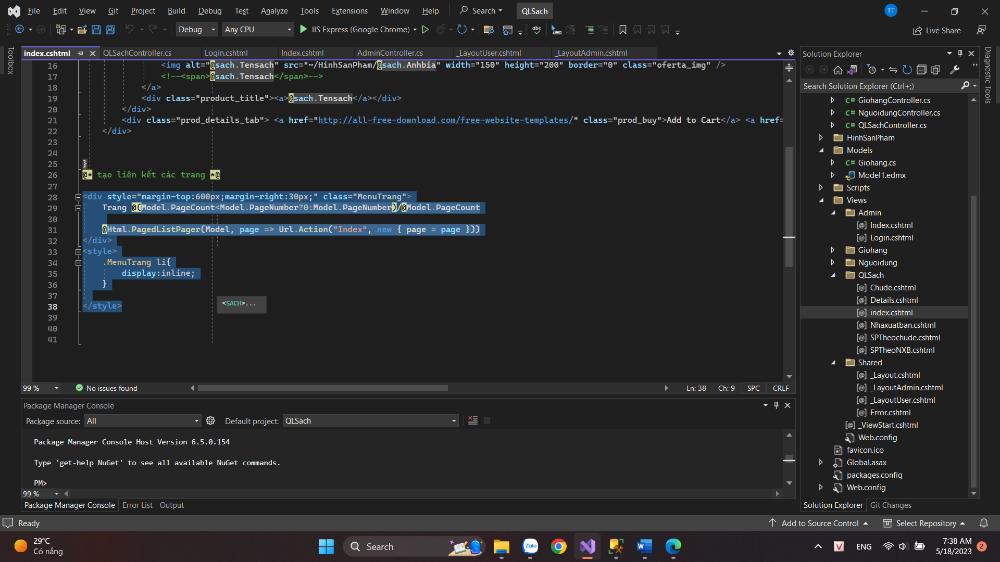 File Edit View Git Project Build Debug Test Analyze Tools Extensions Window Help Search QLSach TT
Debug Any CPU IIS Express (Google Chrome) Live Share
Toolbox
index.cshtml QLSachController.cs Login.cshtml Index.cshtml AdminController.cs _LayoutUser.cshtml _LayoutAdmin.cshtml
16 <img alt="@sach.Tensach" src="~/HinhSanPham/@sach.Anhbia" width="150" height="200" border="0" class="oferta_img" />
17 <!--<span>@sach.Tensach</span>-->
18 </a>
19 <div class="product_title"><a>@sach.Tensach</a></div>
20 </div>
21 <div class="prod_details_tab"> <a href="http://all-free-download.com/free-website-templates/" class="prod_buy">Add to Cart</a> <a href=
22 </div>
23
24
25 }
26 @* tạo liên kết các trang *@
27
28 <div style="margin-top:600px;margin-right:30px;" class="MenuTrang">
29 Trang @(Model.PageCount<Model.PageNumber?0:Model.PageNumber)/@Model.PageCount
30
31 @Html.PagedListPager(Model, page => Url.Action("Index", new { page = page }))
32 </div>
33 <style>
34 .MenuTrang li{
35 display:inline;
36 }
37
38 </style>
39
40
41
<SACH>...
99 % No issues found Ln: 38 Ch: 9 SPC CRLF
Package Manager Console
Package source: All Default project: QLSach
Package Manager Console Host Version 6.5.0.154
Type 'get-help NuGet' to see all available NuGet commands.
PM>
99 %
Package Manager Console Error List Output
Solution Explorer
Search Solution Explorer (Ctrl+;)
C# GiohangController.cs
C# NguoidungController.cs
C# QLSachController.cs
HinhSanPham
Models
C# Giohang.cs
Model1.edmx
Scripts
Views
Admin
[@] Index.cshtml
[@] Login.cshtml
Giohang
Nguoidung
QLSach
[@] Chude.cshtml
[@] Details.cshtml
[@] index.cshtml
[@] Nhaxuatban.cshtml
[@] SPTheochude.cshtml
[@] SPTheoNXB.cshtml
Shared
[@] _Layout.cshtml
[@] _LayoutAdmin.cshtml
[@] _LayoutUser.cshtml
[@] Error.cshtml
[@] _ViewStart.cshtml
Web.config
favicon.ico
Global.asax
packages.config
Web.config
Solution Explorer Git Changes
Diagnostic Tools
Ready Add to Source Control Select Repository
29°C
Có nắng
Search
Zalo
W
V
ENG
7:38 AM
5/18/2023
2